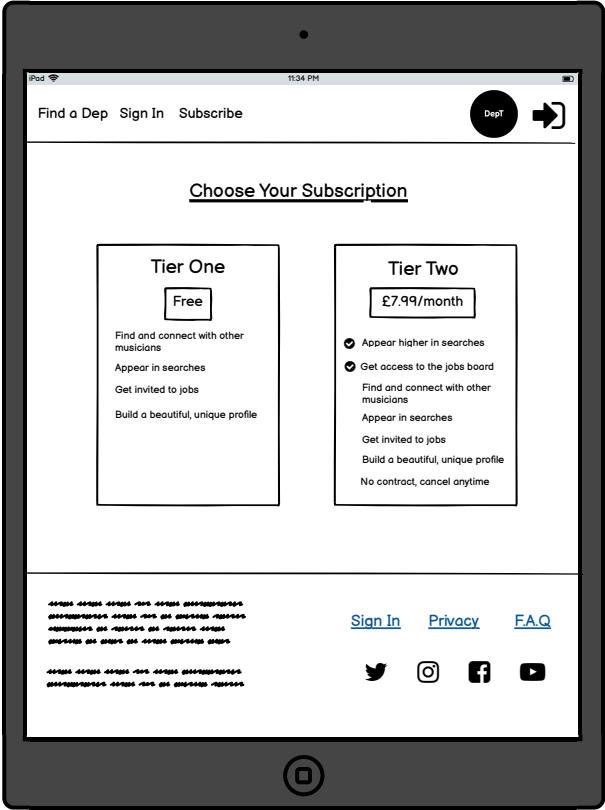 iPad 11:34 PM
Find a Dep Sign In Subscribe DepT
Choose Your Subscription
Tier One
Free
Find and connect with other
musicians
Appear in searches
Get invited to jobs
Build a beautiful, unique profile
Tier Two
£7.99/month
Appear higher in searches
Get access to the jobs board
Find and connect with other
musicians
Appear in searches
Get invited to jobs
Build a beautiful, unique profile
No contract, cancel anytime
Sign In Privacy F.A.Q